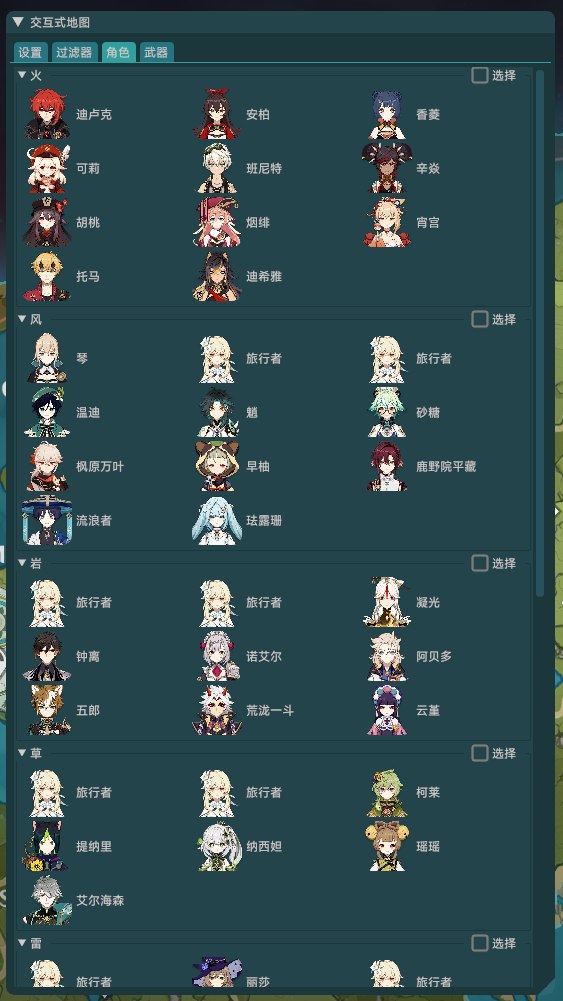 交互式地图
设置 过滤器 角色 武器
火 选择
迪卢克 安柏 香菱
可莉 班尼特 辛焱
胡桃 烟绯 宵宫
托马 迪希雅
风 选择
琴 旅行者 旅行者
温迪 魈 砂糖
枫原万叶 早柚 鹿野院平藏
流浪者 珐露珊
岩 选择
旅行者 旅行者 凝光
钟离 诺艾尔 阿贝多
五郎 荒泷一斗 云堇
草 选择
旅行者 旅行者 柯莱
提纳里 纳西妲 瑶瑶
艾尔海森
雷 选择
旅行者 丽莎 旅行者